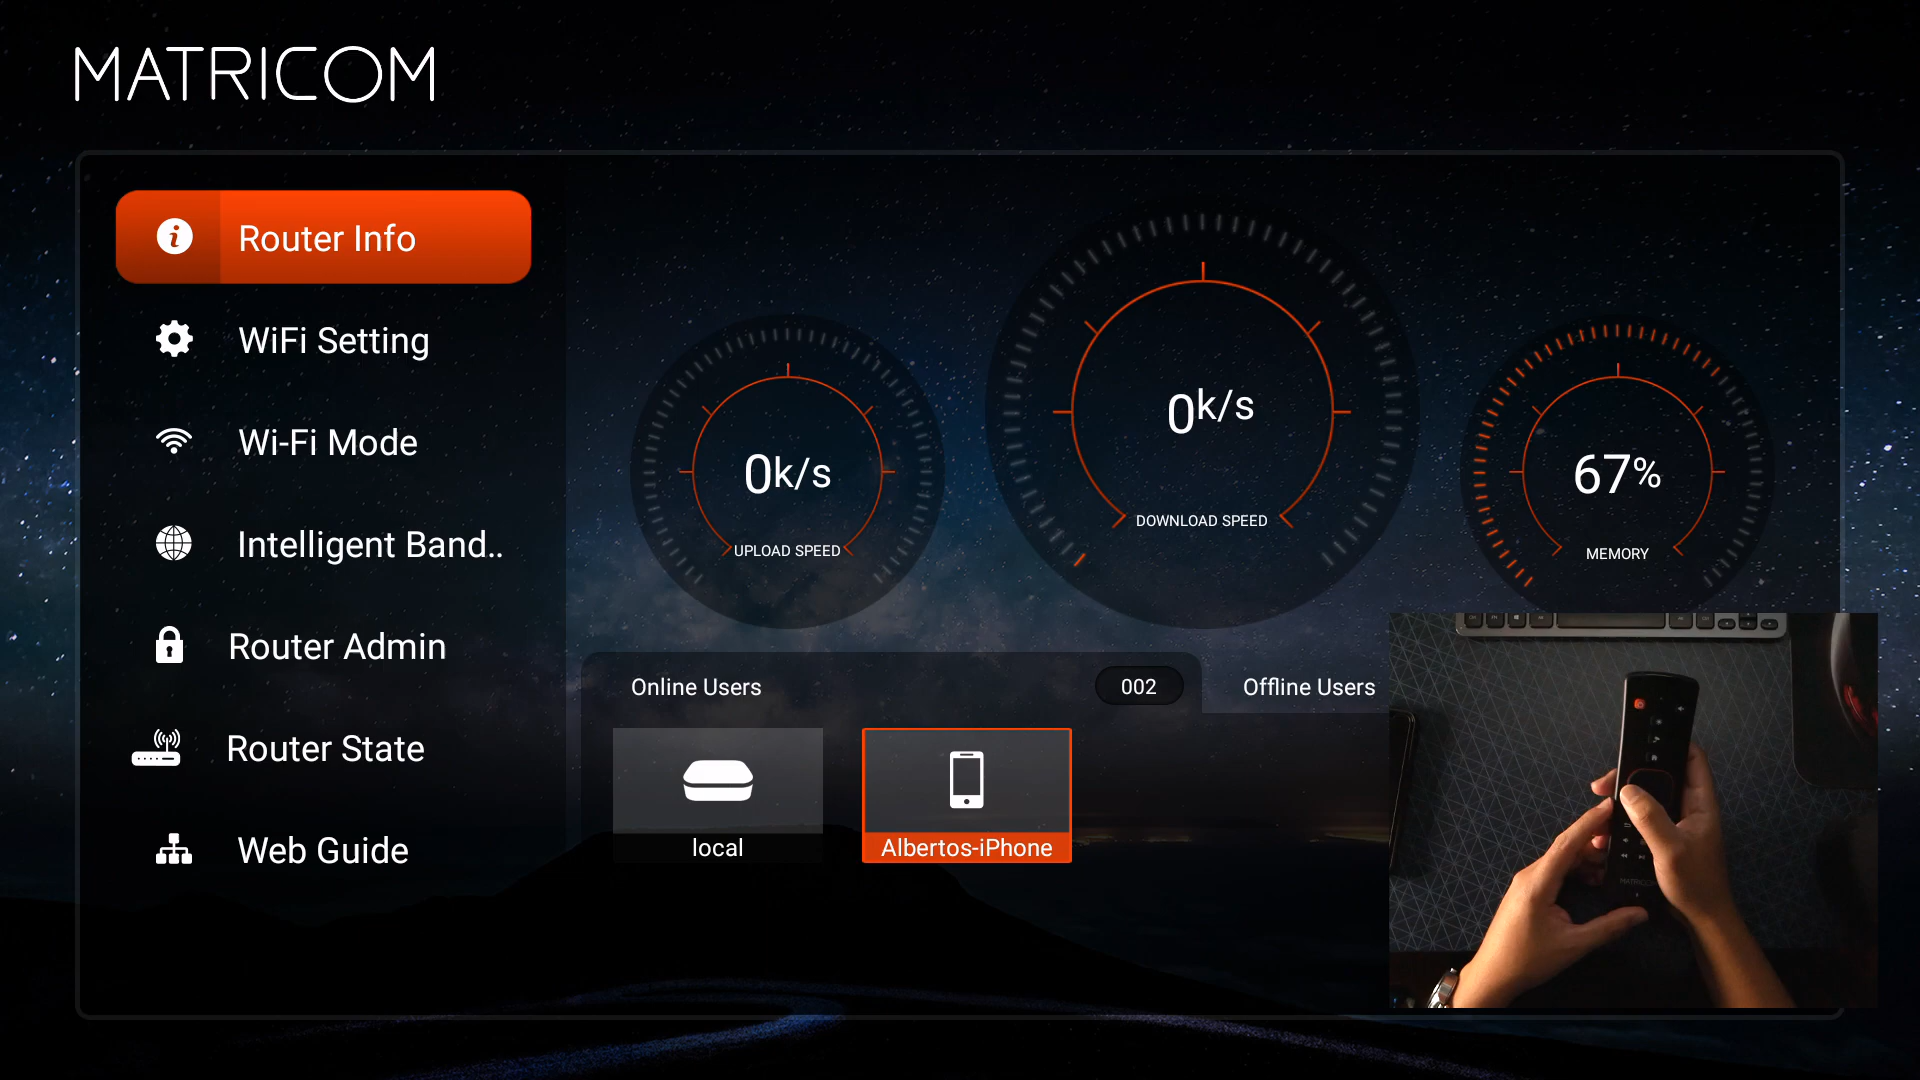 MATRICOM
Router Info
WiFi Setting
Wi-Fi Mode
Intelligent Band..
Router Admin
Router State
Web Guide
0k/s
UPLOAD SPEED
0k/s
DOWNLOAD SPEED
67%
MEMORY
Online Users
002
Offline Users
local
Albertos-iPhone
MATRICOM